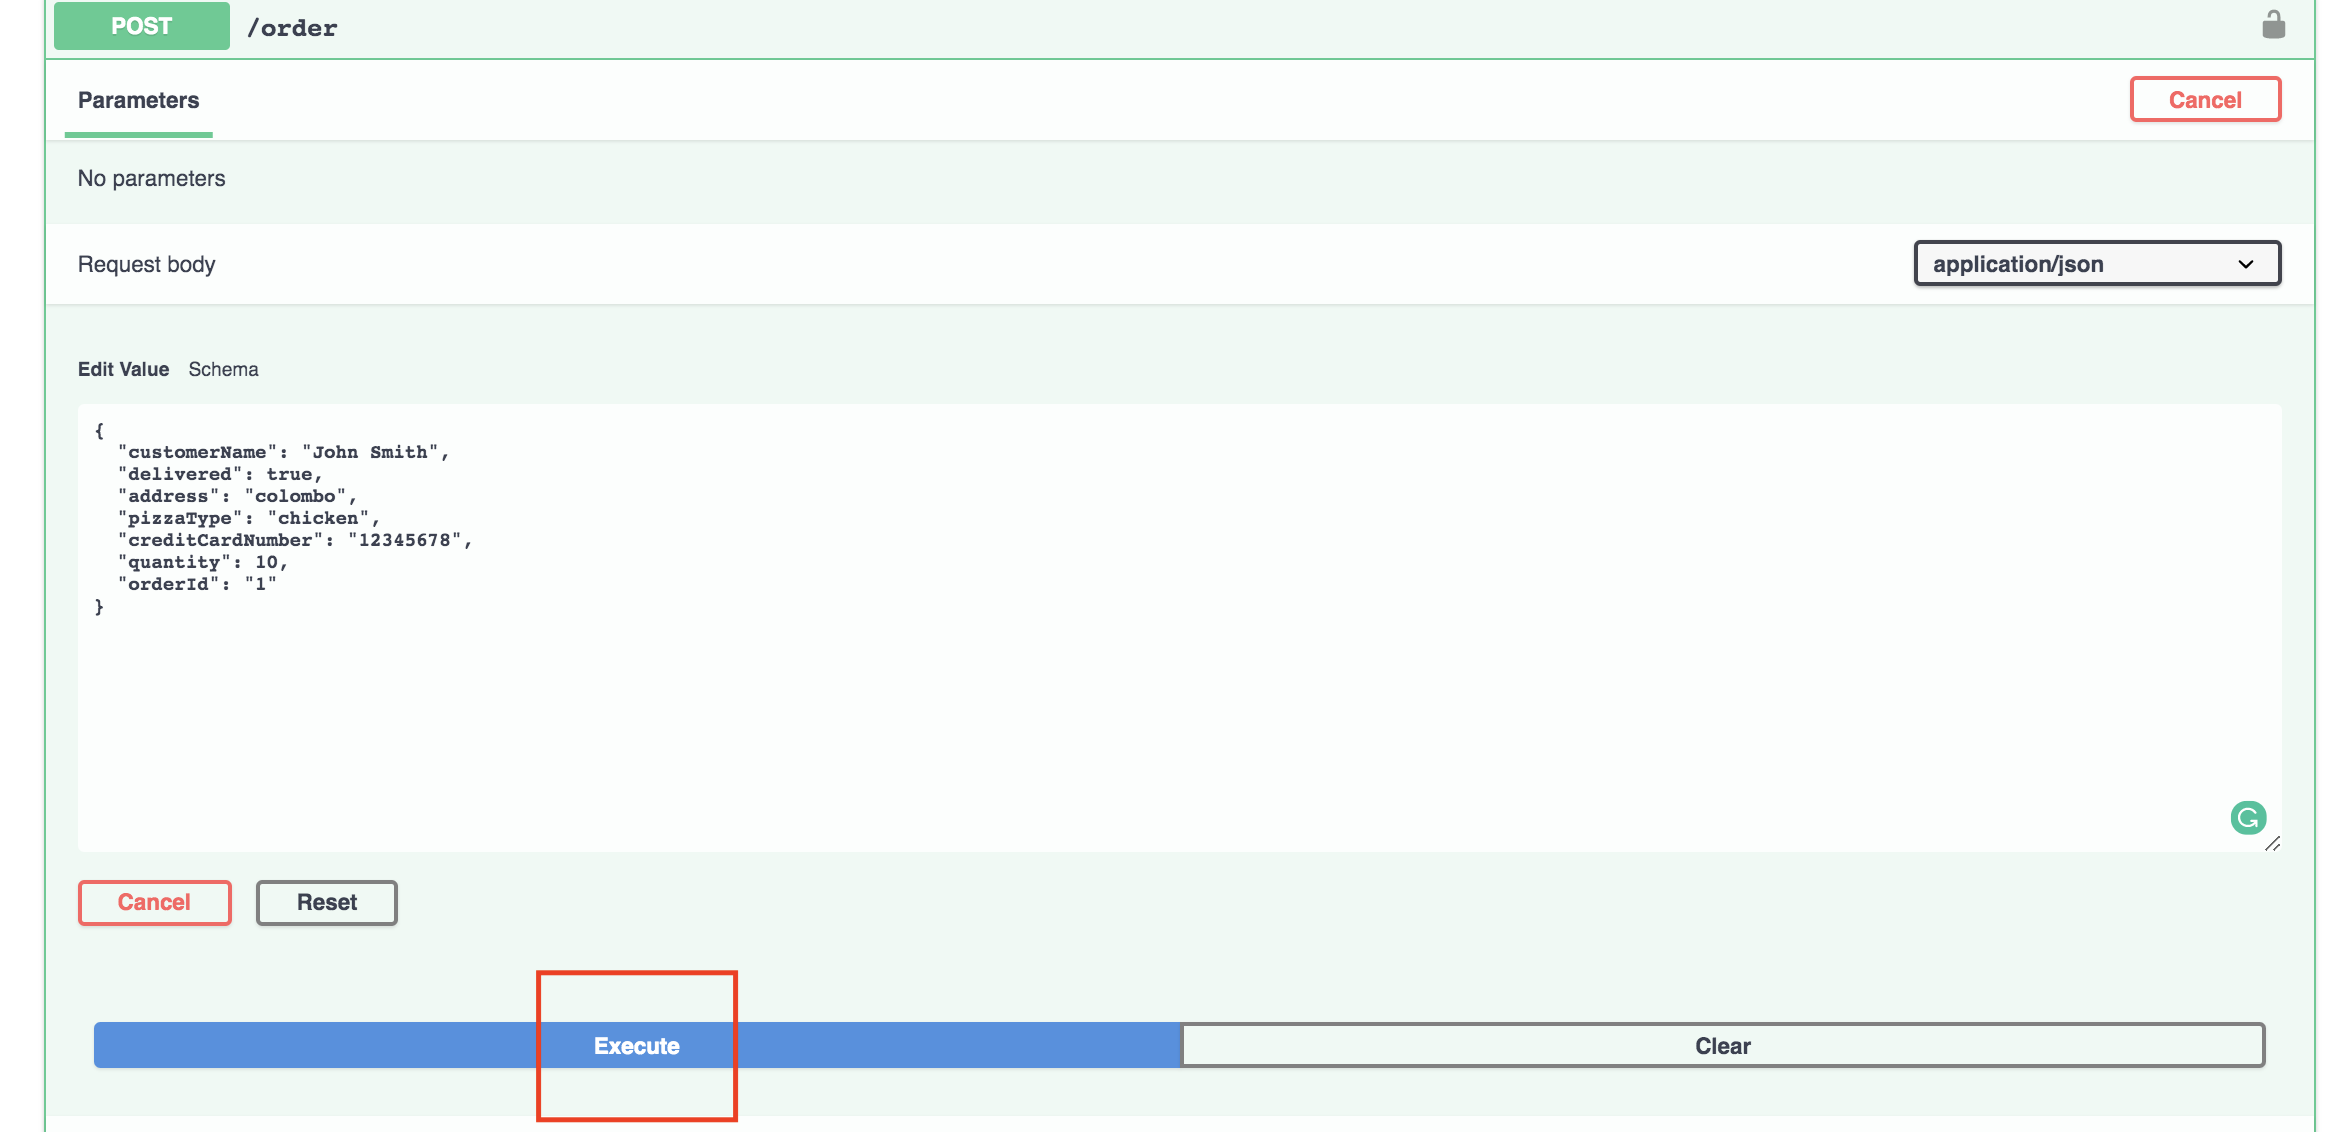 POST /order
Parameters Cancel
No parameters
Request body application/json
Edit Value Schema
{
"customerName": "John Smith",
"delivered": true,
"address": "colombo",
"pizzaType": "chicken",
"creditCardNumber": "12345678",
"quantity": 10,
"orderId": "1"
}
Cancel Reset
Execute Clear